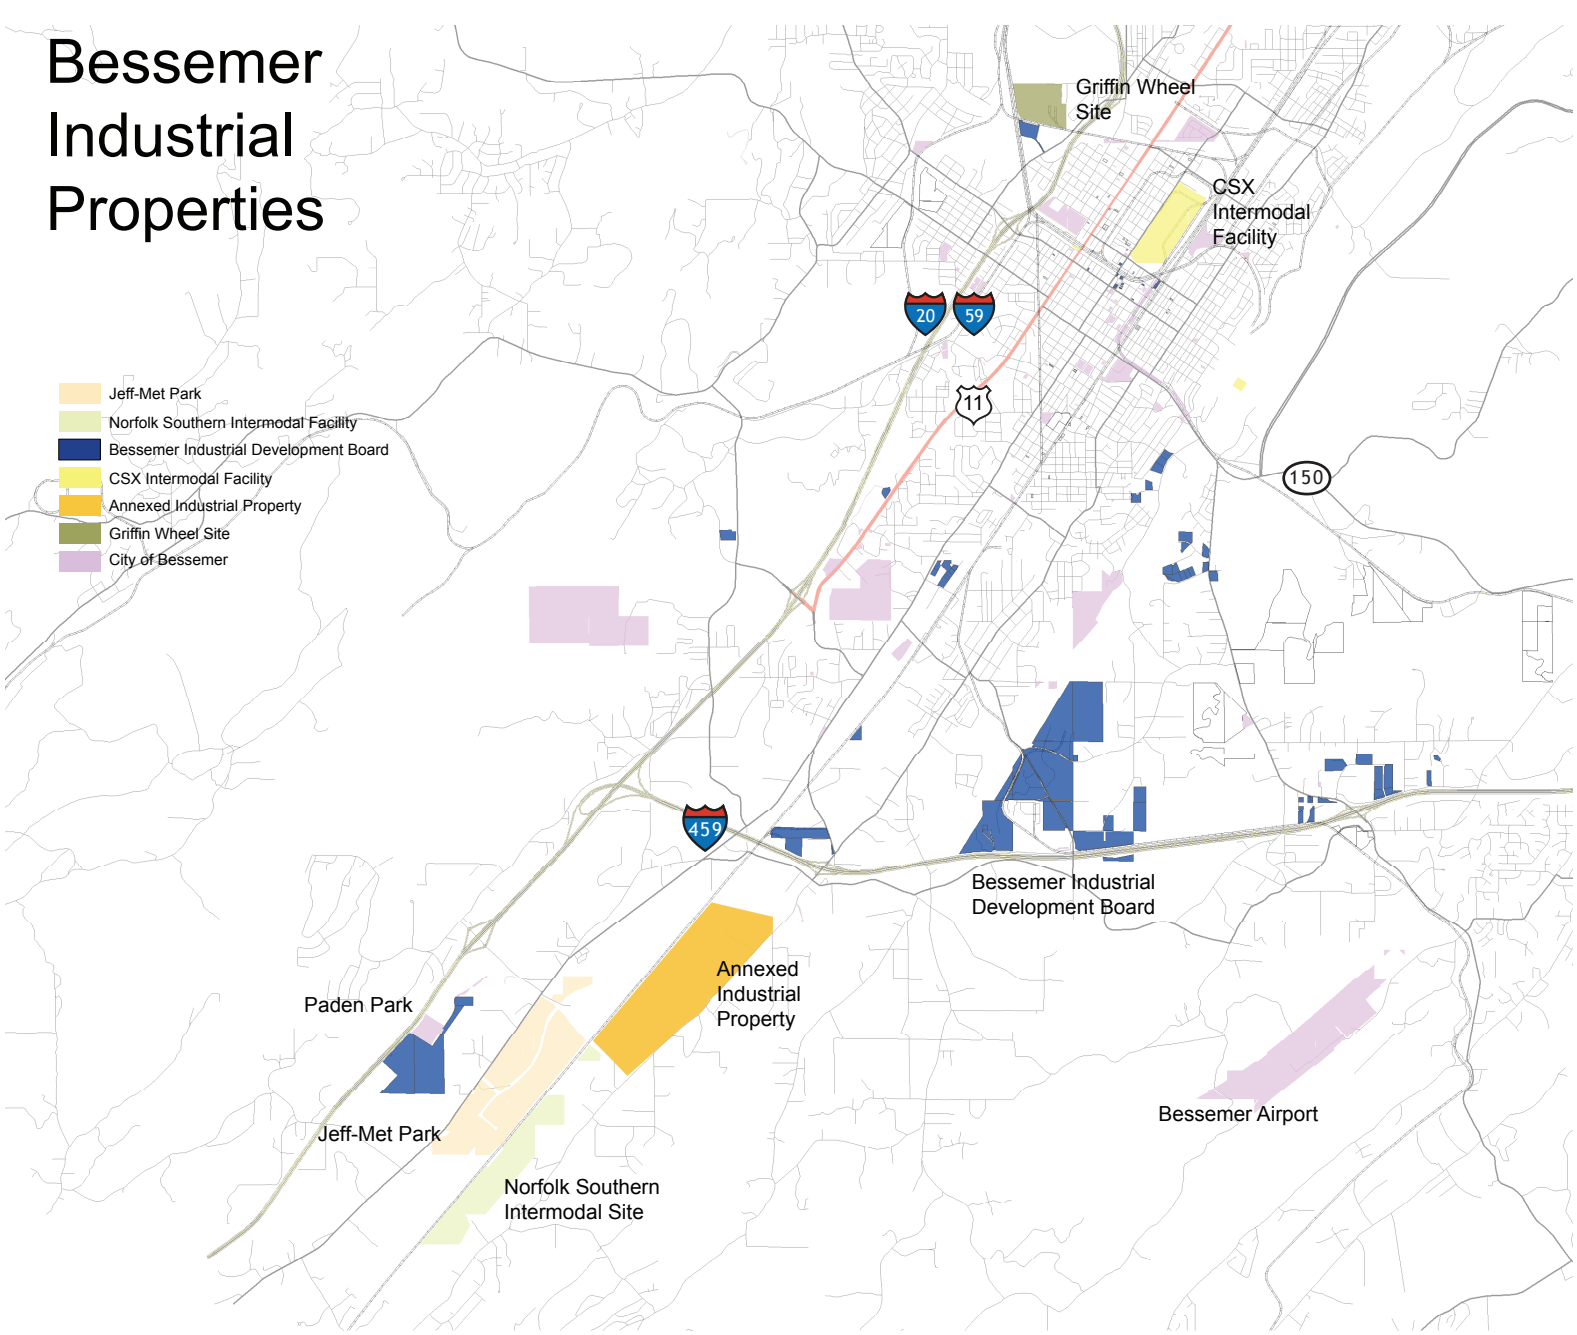 Bessemer
Industrial
Properties
Griffin Wheel
Site
CSX
Intermodal
Facility
20
59
11
Jeff-Met Park
Norfolk Southern Intermodal Facility
Bessemer Industrial Development Board
CSX Intermodal Facility
Annexed Industrial Property
Griffin Wheel Site
City of Bessemer
150
459
Bessemer Industrial
Development Board
Annexed
Industrial
Property
Paden Park
Bessemer Airport
Jeff-Met Park
Norfolk Southern
Intermodal Site